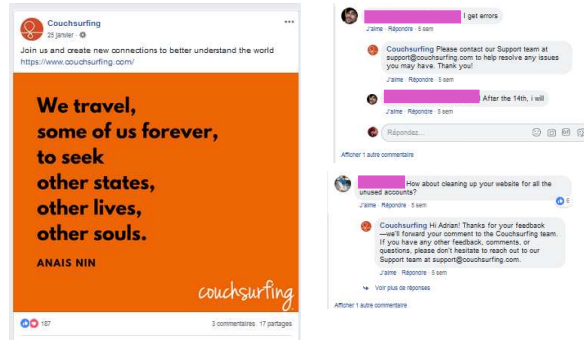 Couchsurfing
25 janvier
Join us and create new connections to better understand the world
https://www.couchsurfing.com/
We travel,
some of us forever,
to seek
other states,
other lives,
other souls.
ANAIS NIN
couchsurfing
187
3 commentaires 17 partages
I get errors
J'aime · Répondre · 5 sem
Couchsurfing Please contact our Support team at
support@couchsurfing.com to help resolve any issues
you may have. Thank you!
J'aime · Répondre · 5 sem
After the 14th, i will
J'aime · Répondre · 5 sem
Répondez...
Afficher 1 autre commentaire
How about cleaning up your website for all the
unused accounts?
J'aime · Répondre · 5 sem
6
Couchsurfing Hi Adrian! Thanks for your feedback
—we'll forward your comment to the Couchsurfing team.
If you have any other feedback, comments, or
questions, please don't hesitate to reach out to our
Support team at support@couchsurfing.com.
J'aime · Répondre · 5 sem
Voir plus de réponses
Afficher 1 autre commentaire